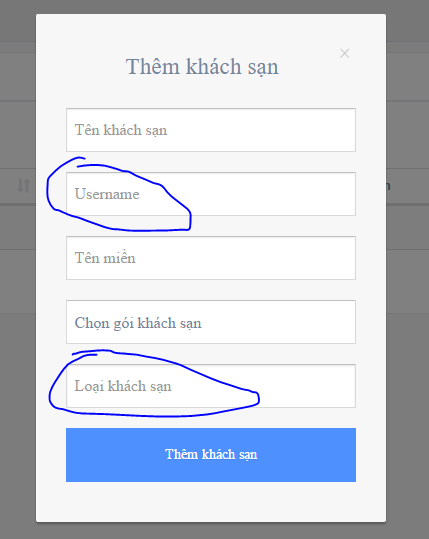 ×
Thêm khách sạn
Tên khách sạn
Username
Tên miền
Chọn gói khách sạn
Loại khách sạn
Thêm khách sạn